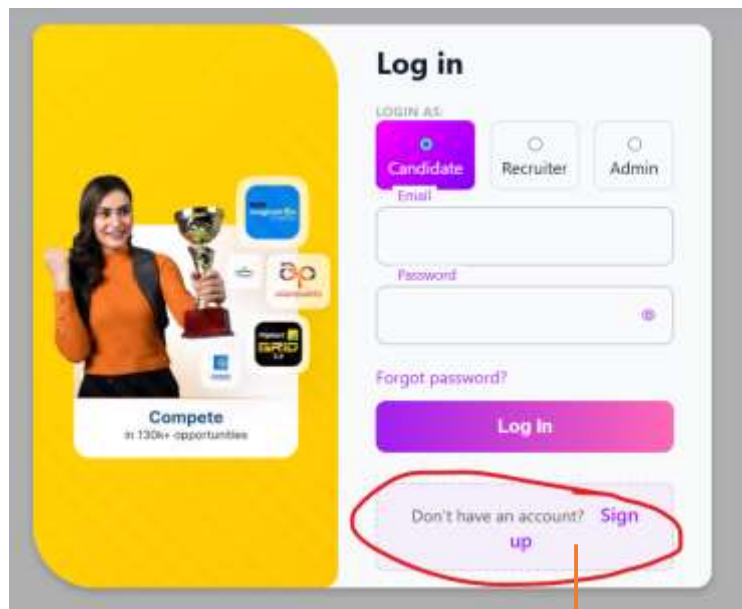 Log in
LOGIN AS:
Candidate
Recruiter
Admin
Email
Password
Forgot password?
Log In
Don't have an account? Sign
up
GRID
Compete
in 130k+ opportunities